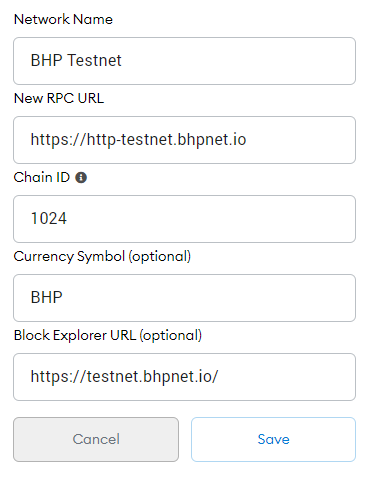 Network Name
BHP Testnet
New RPC URL
https://http-testnet.bhpnet.io
Chain ID
1024
Currency Symbol (optional)
BHP
Block Explorer URL (optional)
https://testnet.bhpnet.io/
Cancel
Save